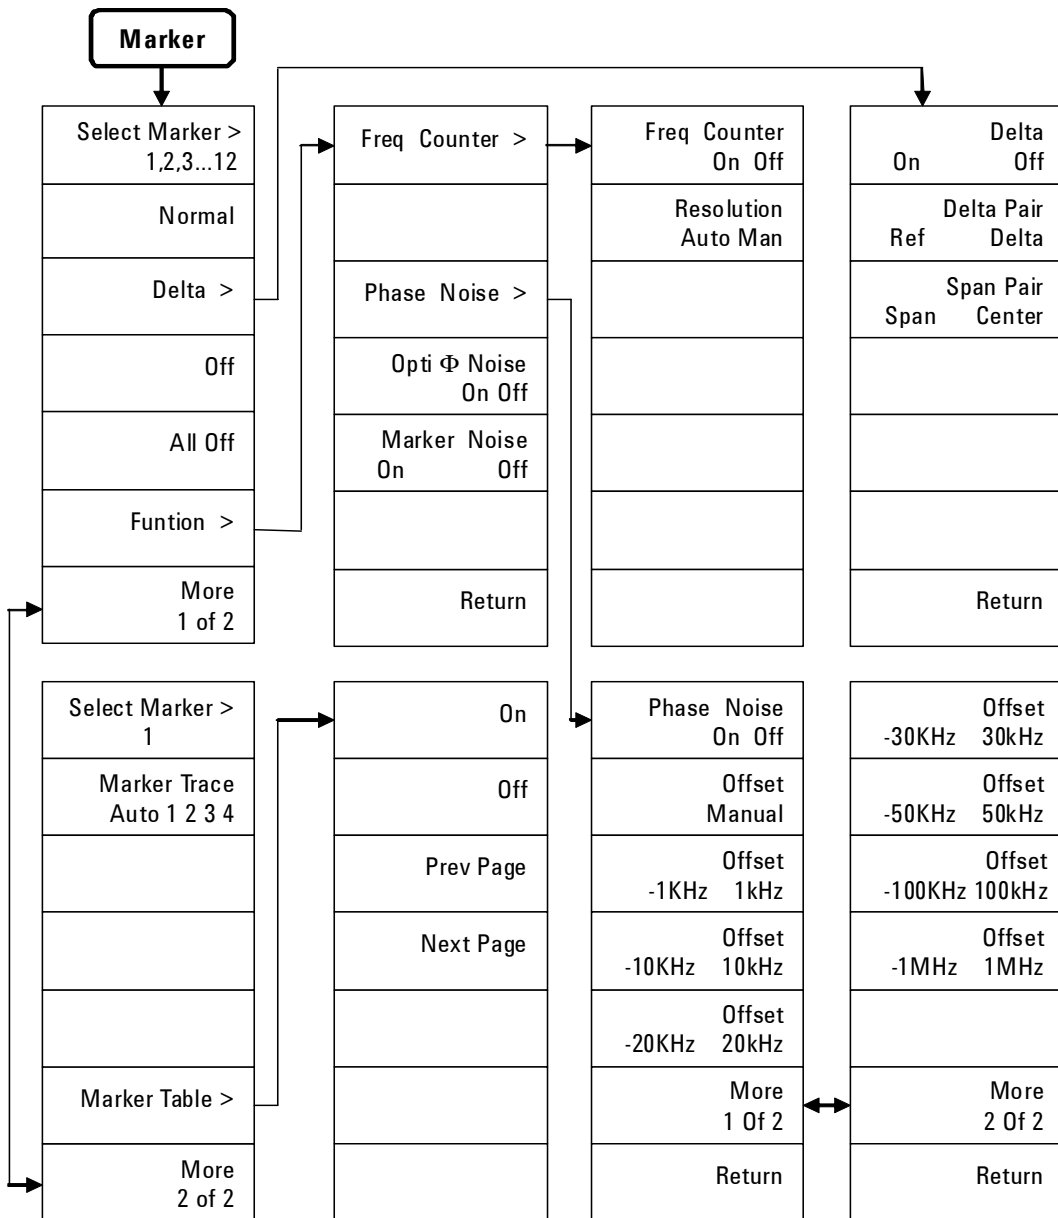 Marker
Select Marker >
1,2,3...12
Normal
Delta >
Off
All Off
Funtion >
More
1 of 2
Freq Counter >
Phase Noise >
Opti Φ Noise
On Off
Marker Noise
On Off
Return
Freq Counter
On Off
Resolution
Auto Man
Delta
On Off
Delta Pair
Ref Delta
Span Pair
Span Center
Return
Select Marker >
1
Marker Trace
Auto 1 2 3 4
Marker Table >
More
2 of 2
On
Off
Prev Page
Next Page
Phase Noise
On Off
Offset
Manual
Offset
-1KHz 1kHz
Offset
-10KHz 10kHz
Offset
-20KHz 20kHz
More
1 Of 2
Return
Offset
-30KHz 30kHz
Offset
-50KHz 50kHz
Offset
-100KHz 100kHz
Offset
-1MHz 1MHz
More
2 Of 2
Return